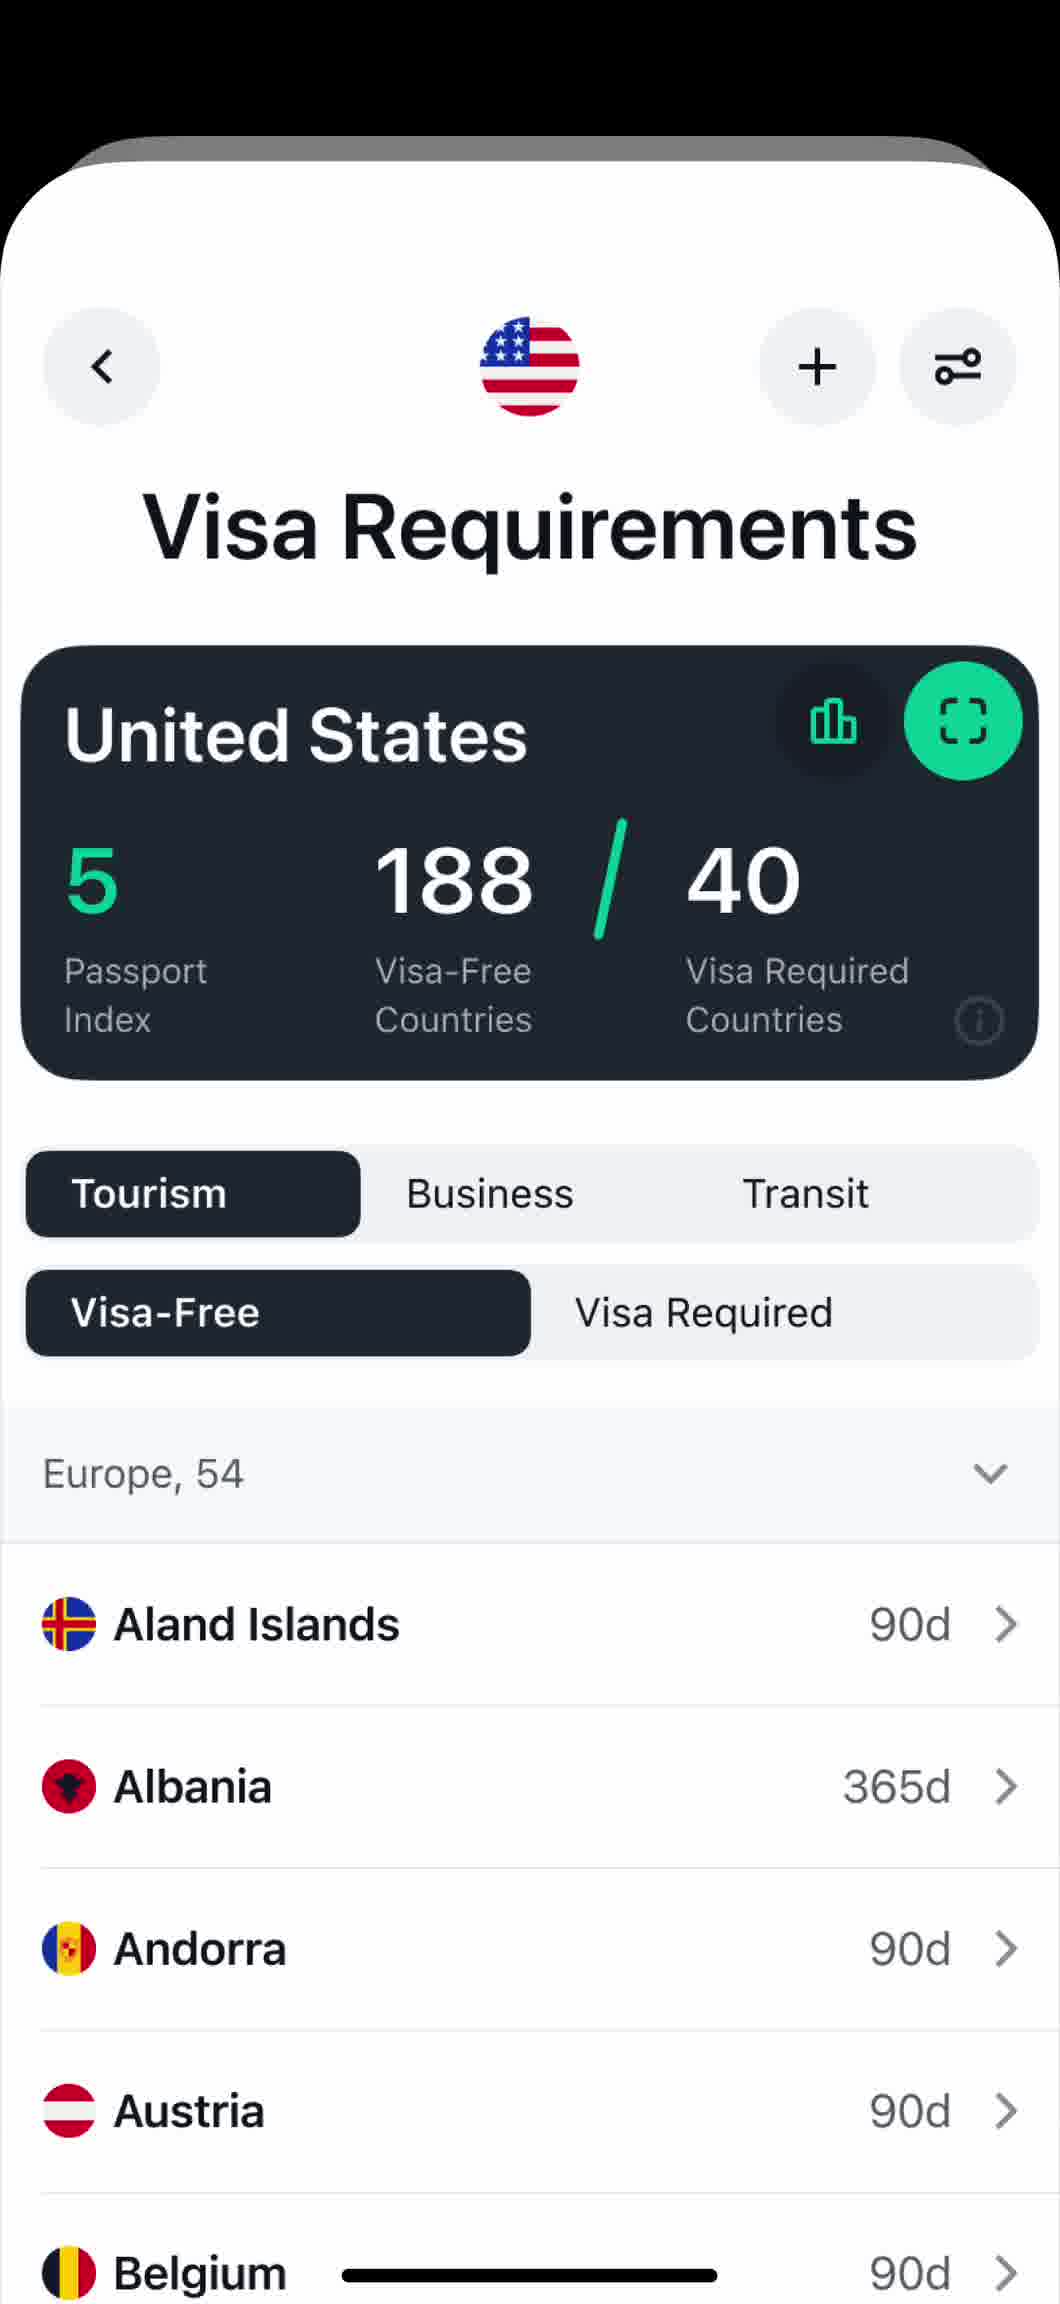 Visa Requirements
United States
5
188
40
Passport
Index
Visa-Free
Countries
Visa Required
Countries
Tourism
Business
Transit
Visa-Free
Visa Required
Europe, 54
Aland Islands
90d
Albania
365d
Andorra
90d
Austria
90d
Belgium
90d